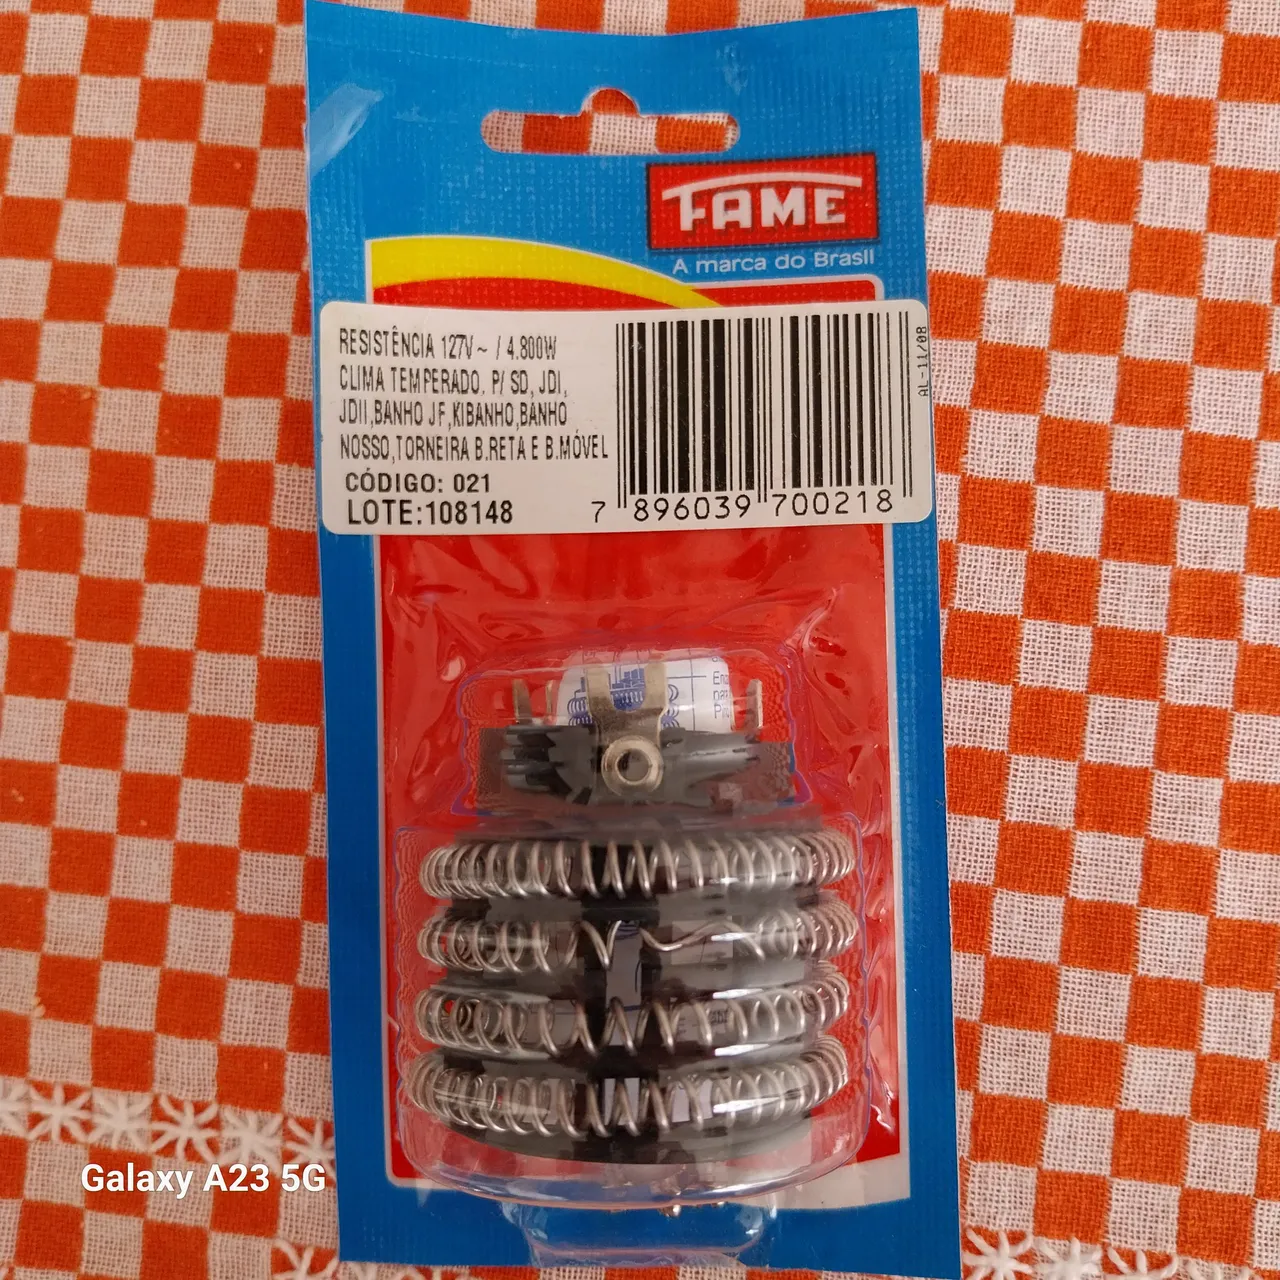 FAME
A marca do Brasil
RESISTÊNCIA 127V~ / 4.800W
CLIMA TEMPERADO. P/ SD, JDI,
JDII,BANHO JF,KIBANHO,BANHO
NOSSO,TORNEIRA B.RETA E B.MÓVEL
CÓDIGO: 021
LOTE:108148
7 896039 700218
AL-11/08
Galaxy A23 5G